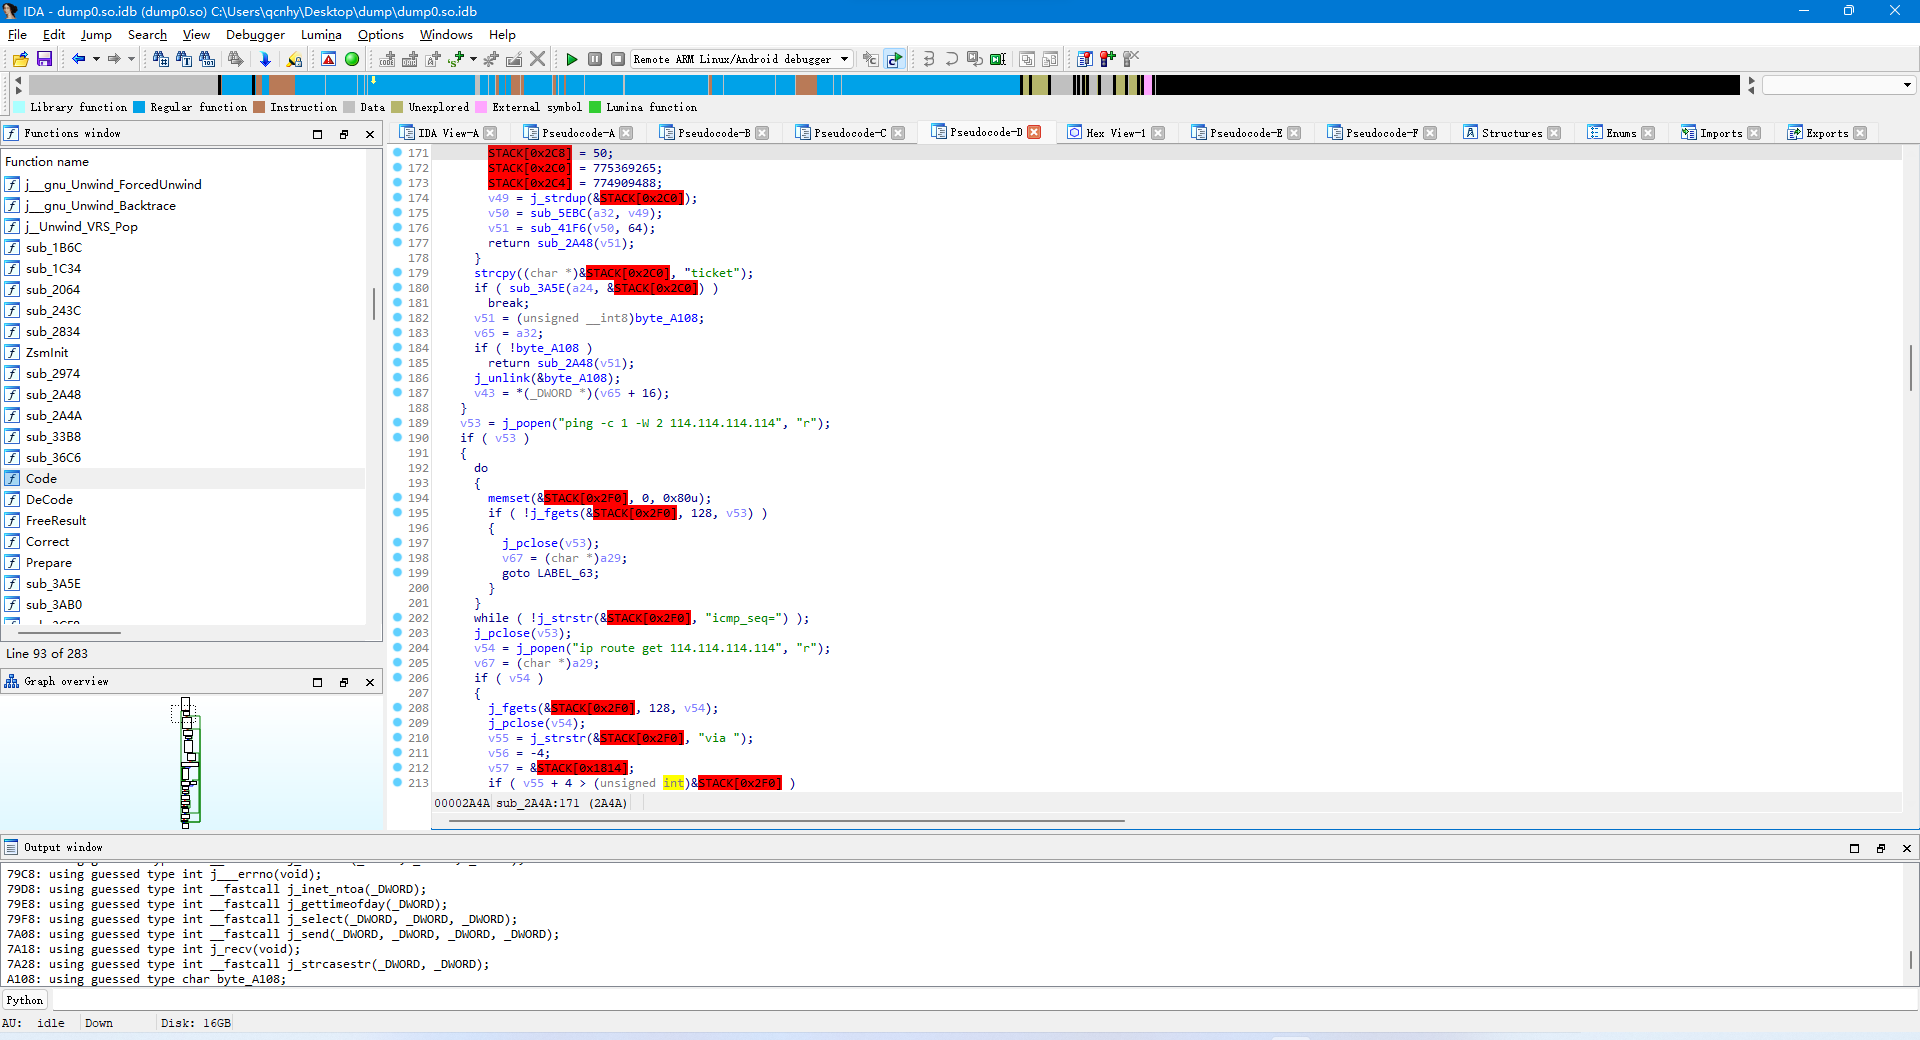 IDA - dump0.so.idb (dump0.so) C:\Users\qcnhy\Desktop\dump\dump0.so.idb
File Edit Jump Search View Debugger Lumina Options Windows Help
Remote ARM Linux/Android debugger
Library function Regular function Instruction Data Unexplored External symbol Lumina function
Functions window
IDA View-A Pseudocode-A Pseudocode-B Pseudocode-C Pseudocode-D Hex View-1 Pseudocode-E Pseudocode-F Structures Enums Imports Exports
Function name
j___gnu_Unwind_ForcedUnwind
j___gnu_Unwind_Backtrace
j__Unwind_VRS_Pop
sub_1B6C
sub_1C34
sub_2064
sub_243C
sub_2834
ZsmInit
sub_2974
sub_2A48
sub_2A4A
sub_33B8
sub_36C6
Code
DeCode
FreeResult
Correct
Prepare
sub_3A5E
sub_3AB0
Line 93 of 283
Graph overview
171 STACK[0x2C8] = 50;
172 STACK[0x2C0] = 775369265;
173 STACK[0x2C4] = 774909488;
174 v49 = j_strdup(&STACK[0x2C0]);
175 v50 = sub_5EBC(a32, v49);
176 v51 = sub_41F6(v50, 64);
177 return sub_2A48(v51);
178 }
179 strcpy((char *)&STACK[0x2C0], "ticket");
180 if ( sub_3A5E(a24, &STACK[0x2C0]) )
181 break;
182 v51 = (unsigned __int8)byte_A108;
183 v65 = a32;
184 if ( !byte_A108 )
185 return sub_2A48(v51);
186 j_unlink(&byte_A108);
187 v43 = *(_DWORD *)(v65 + 16);
188 }
189 v53 = j_popen("ping -c 1 -W 2 114.114.114.114", "r");
190 if ( v53 )
191 {
192 do
193 {
194 memset(&STACK[0x2F0], 0, 0x80u);
195 if ( !j_fgets(&STACK[0x2F0], 128, v53) )
196 {
197 j_pclose(v53);
198 v67 = (char *)a29;
199 goto LABEL_63;
200 }
201 }
202 while ( !j_strstr(&STACK[0x2F0], "icmp_seq=") );
203 j_pclose(v53);
204 v54 = j_popen("ip route get 114.114.114.114", "r");
205 v67 = (char *)a29;
206 if ( v54 )
207 {
208 j_fgets(&STACK[0x2F0], 128, v54);
209 j_pclose(v54);
210 v55 = j_strstr(&STACK[0x2F0], "via ");
211 v56 = -4;
212 v57 = &STACK[0x1814];
213 if ( v55 + 4 > (unsigned int)&STACK[0x2F0] )
00002A4A sub_2A4A:171 (2A4A)
Output window
79C8: using guessed type int j___errno(void);
79D8: using guessed type int __fastcall j_inet_ntoa(_DWORD);
79E8: using guessed type int __fastcall j_gettimeofday(_DWORD);
79F8: using guessed type int __fastcall j_select(_DWORD, _DWORD, _DWORD);
7A08: using guessed type int __fastcall j_send(_DWORD, _DWORD, _DWORD, _DWORD);
7A18: using guessed type int j_recv(void);
7A28: using guessed type int __fastcall j_strcasestr(_DWORD, _DWORD);
A108: using guessed type char byte_A108;
Python
AU: idle Down Disk: 16GB